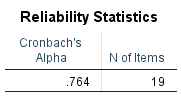 Reliability Statistics
Cronbach's
Alpha N of Items
.764 19